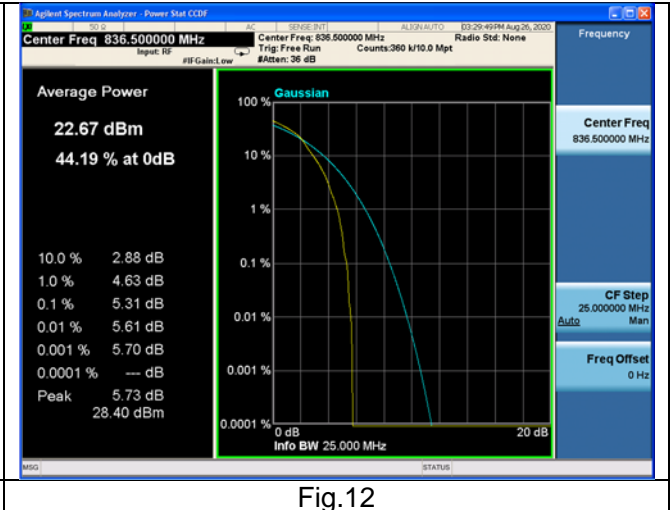 Agilent Spectrum Analyzer - Power Stat CCDF
50 Ω AC SENSE:INT ALIGNAUTO 03:29:49PM Aug 26, 2020
Center Freq 836.500000 MHz
Input: RF
#IFGain:Low
Center Freq: 836.500000 MHz
Radio Std: None
Trig: Free Run Counts:360 k/10.0 Mpt
#Atten: 36 dB
Frequency
Average Power
22.67 dBm
44.19 % at 0dB
10.0 % 2.88 dB
1.0 % 4.63 dB
0.1 % 5.31 dB
0.01 % 5.61 dB
0.001 % 5.70 dB
0.0001 % --- dB
Peak 5.73 dB
28.40 dBm
Gaussian
100 %
10 %
1 %
0.1 %
0.01 %
0.001 %
0.0001 %
0 dB 20 dB
Info BW 25.000 MHz
Center Freq
836.500000 MHz
CF Step
25.000000 MHz
Auto Man
Freq Offset
0 Hz
MSG STATUS
Fig.12